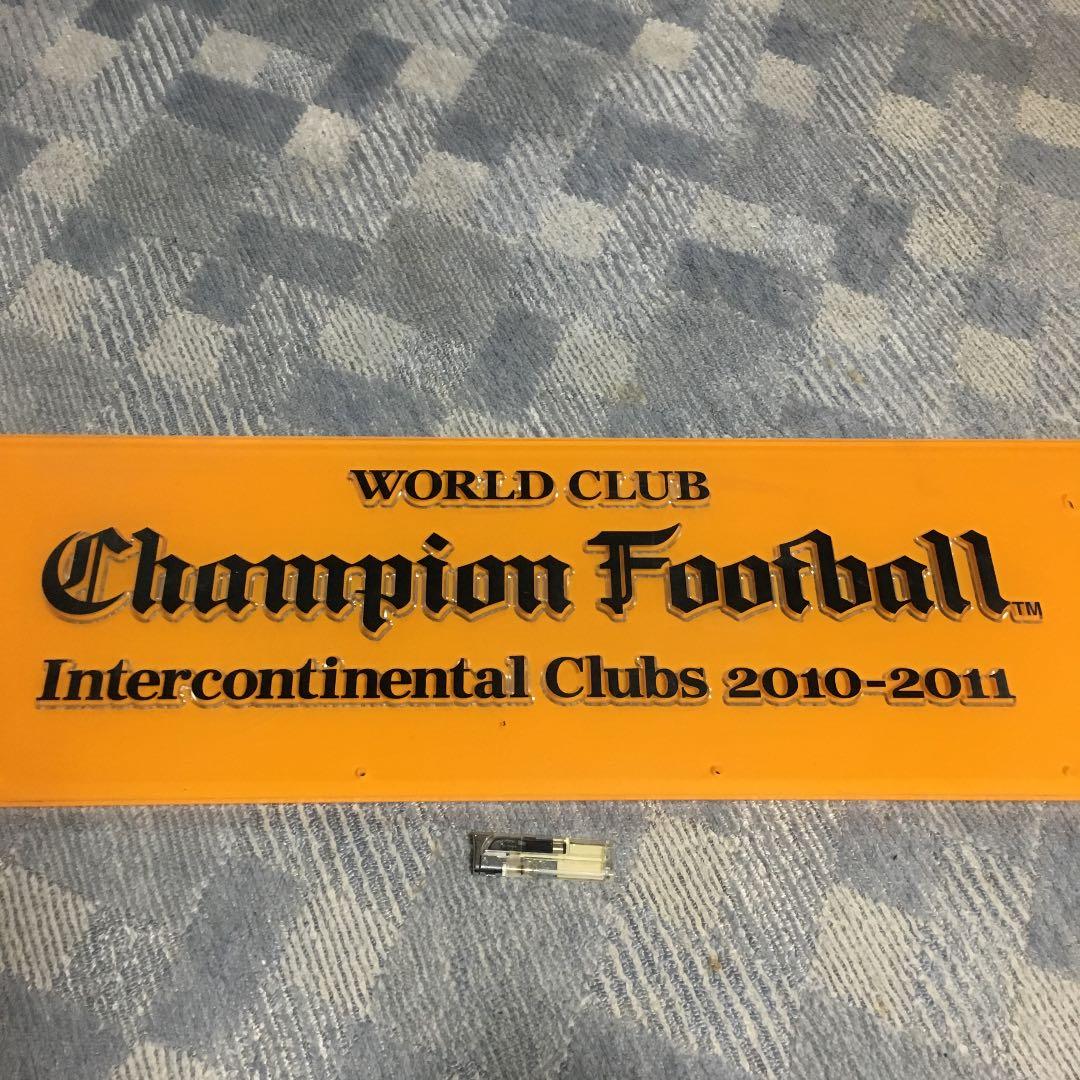 WORLD CLUB
Champion Football™
Intercontinental Clubs 2010-2011